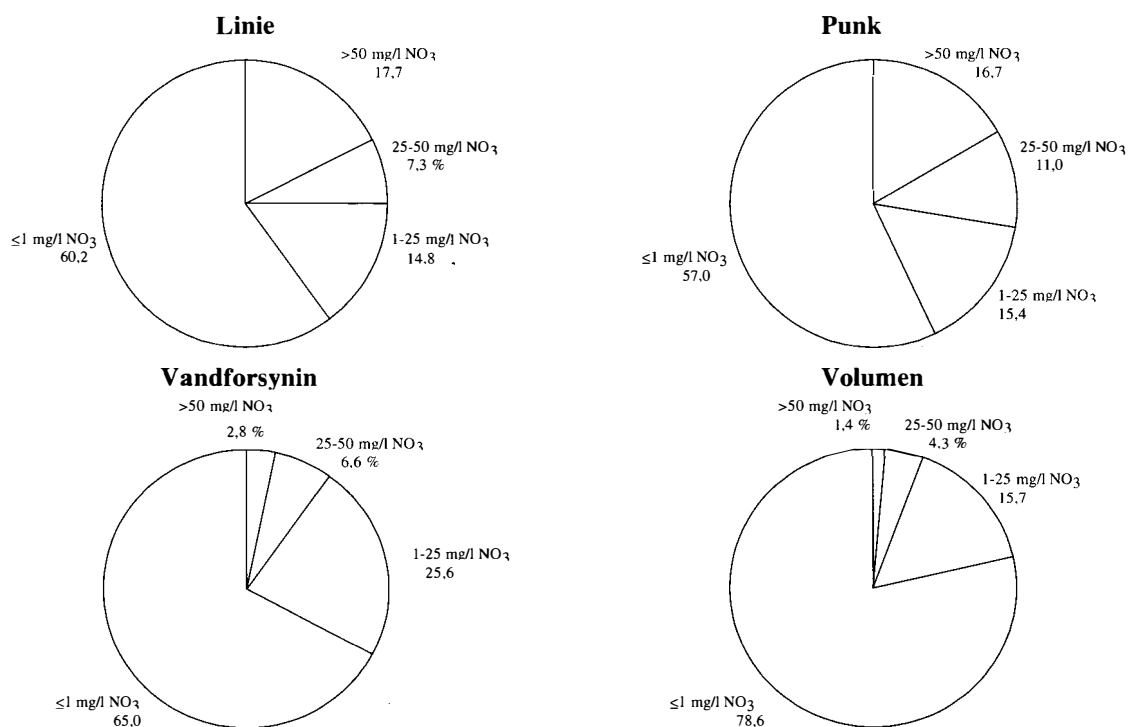 Linie
>50 mg/l NO3
17,7
25-50 mg/l NO3
7,3 %
1-25 mg/l NO3
14.8
≤1 mg/l NO3
60,2
Punk
>50 mg/l NO3
16,7
25-50 mg/l NO3
11,0
1-25 mg/l NO3
15,4
≤1 mg/l NO3
57,0
Vandforsynin
>50 mg/l NO3
2,8 %
25-50 mg/l NO3
6,6 %
1-25 mg/l NO3
25,6
≤1 mg/l NO3
65,0
Volumen
>50 mg/l NO3
1,4 %
25-50 mg/l NO3
4.3 %
1-25 mg/l NO3
15,7
≤1 mg/l NO3
78,6